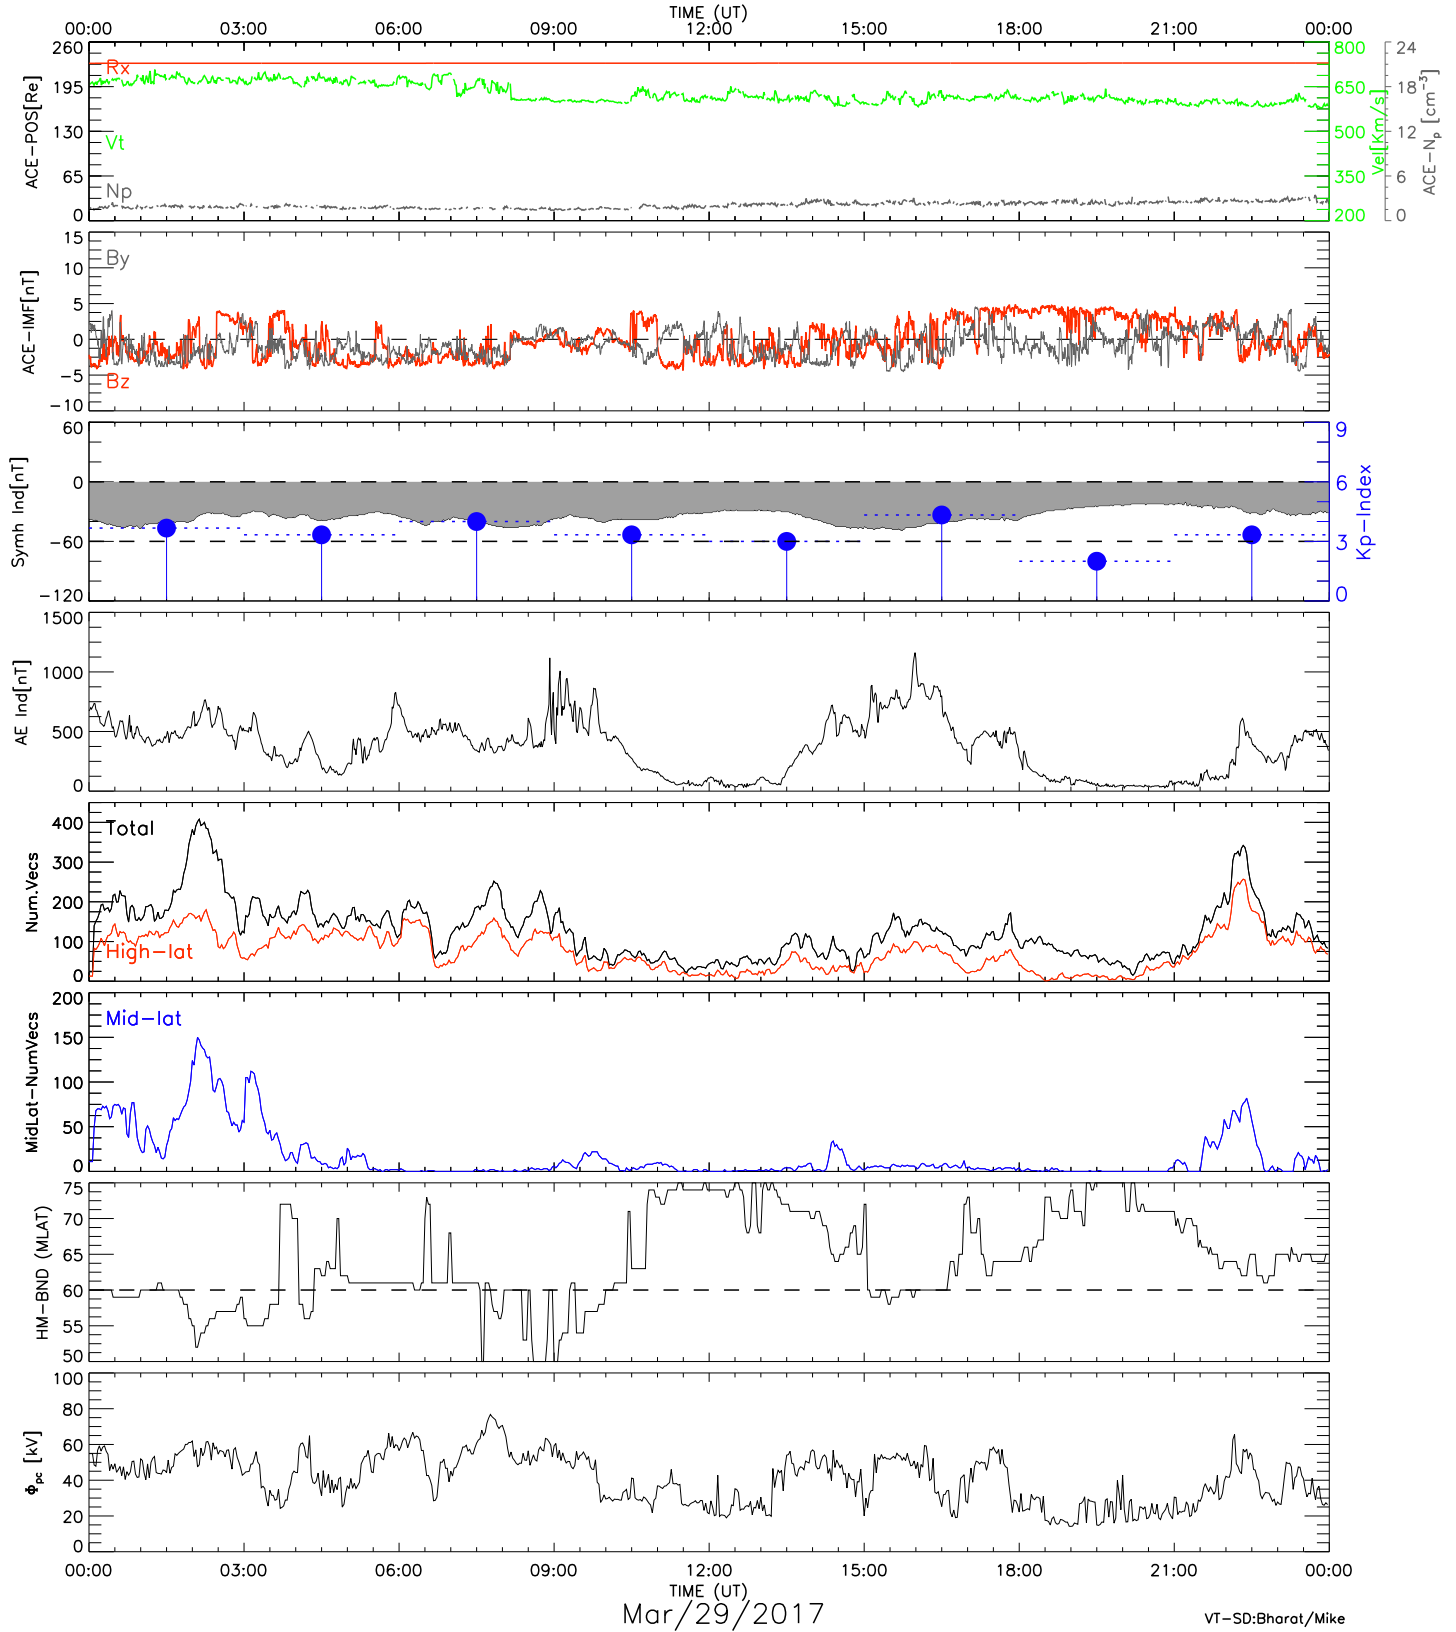 TIME (UT)
00:00 03:00 06:00 09:00 12:00 15:00 18:00 21:00 00:00
ACE-POS[Re]
260
195
130
65
0
Rx
Vt
Np
800
650
500
350
200
Vel[Km/s]
24
18
12
6
0
ACE-Np [cm-3]
ACE-IMF[nT]
15
10
5
0
-5
-10
By
Bz
Symh Ind[nT]
60
0
-60
-120
9
6
3
0
Kp-Index
AE Ind[nT]
1500
1000
500
0
Num.Vecs
400
300
200
100
0
Total
High-lat
MidLat-NumVecs
200
150
100
50
0
Mid-lat
HM-BND (MLAT)
75
70
65
60
55
50
Φpc [kV]
100
80
60
40
20
0
00:00 03:00 06:00 09:00 12:00 15:00 18:00 21:00 00:00
TIME (UT)
Mar/29/2017
VT-SD:Bharat/Mike